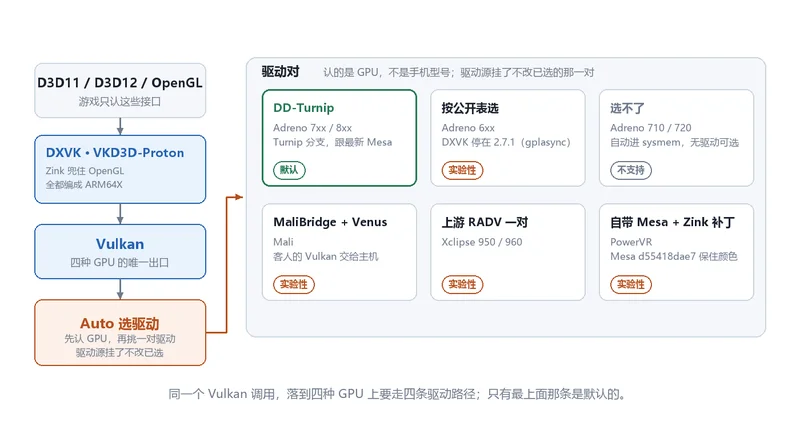 D3D11 / D3D12 / OpenGL
游戏只认这些接口
DXVK · VKD3D-Proton
Zink 兜住 OpenGL
全都编成 ARM64X
Vulkan
四种 GPU 的唯一出口
Auto 选驱动
先认 GPU，再挑一对驱动
驱动源挂了不改已选
驱动对 认的是 GPU，不是手机型号；驱动源挂了不改已选的那一对
DD-Turnip
Adreno 7xx / 8xx
Turnip 分支，跟最新 Mesa
默认
按公开表选
Adreno 6xx
DXVK 停在 2.7.1（gplasync）
实验性
选不了
Adreno 710 / 720
自动进 sysmem，无驱动可选
不支持
MaliBridge + Venus
Mali
客人的 Vulkan 交给主机
实验性
上游 RADV 一对
Xclipse 950 / 960
实验性
自带 Mesa + Zink 补丁
PowerVR
Mesa d55418dae7 保住颜色
实验性
同一个 Vulkan 调用，落到四种 GPU 上要走四条驱动路径；只有最上面那条是默认的。